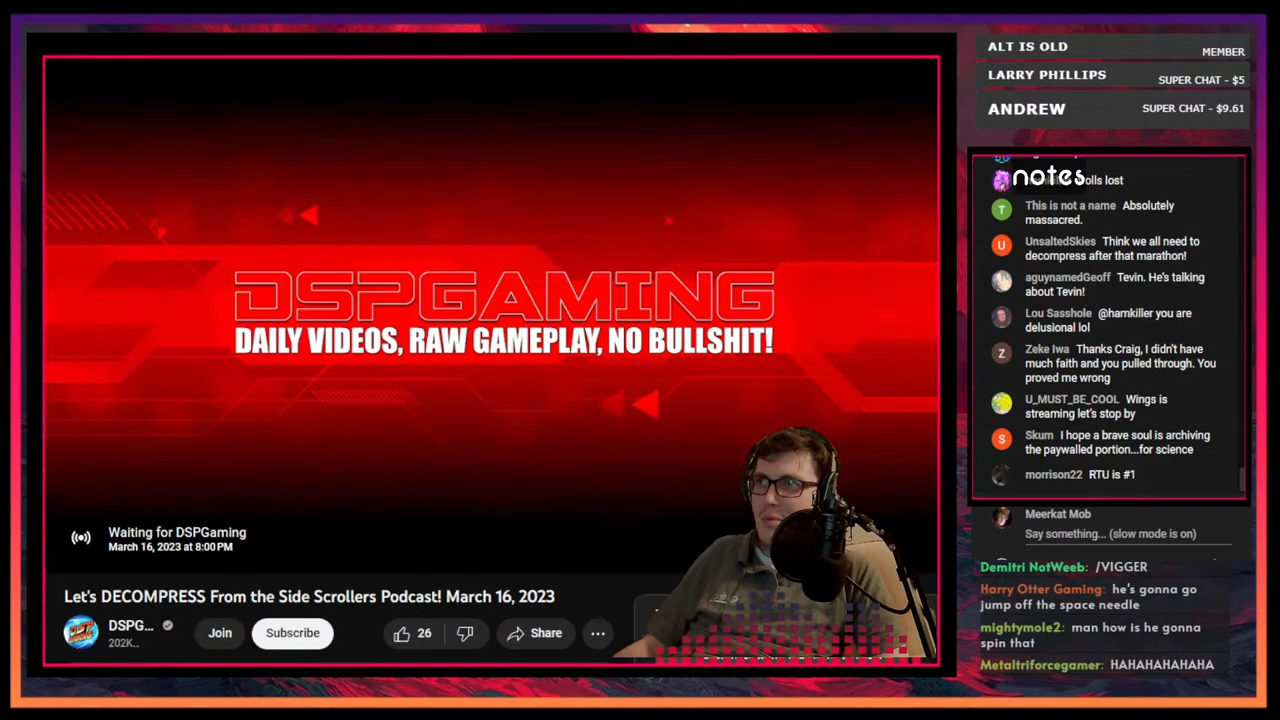 ALT IS OLD
MEMBER
LARRY PHILLIPS
SUPER CHAT - $5
ANDREW
SUPER CHAT - $9.61
DSPGAMING
DAILY VIDEOS, RAW GAMEPLAY, NO BULLSHIT!
Waiting for DSPGaming
March 16, 2023 at 8:00 PM
Let's DECOMPRESS From the Side Scrollers Podcast! March 16, 2023
DSPG...
202K...
Join
Subscribe
26
Share
notes
lost
This is not a name Absolutely
massacred.
UnsaltedSkies Think we all need to
decompress after that marathon!
aguynamedGeoff Tevin. He's talking
about Tevin!
Lou Sasshole @hamkiller you are
delusional lol
Zeke Iwa Thanks Craig, I didn't have
much faith and you pulled through. You
proved me wrong
U_MUST_BE_COOL Wings is
streaming let's stop by
Skum I hope a brave soul is archiving
the paywalled portion...for science
morrison22 RTU is #1
Meerkat Mob
Say something... (slow mode is on)
Demitri NotWeeb: /VIGGER
Harry Otter Gaming: he's gonna go
jump off the space needle
mightymole2: man how is he gonna
spin that
Metaltriforcegamer: HAHAHAHAHAHA